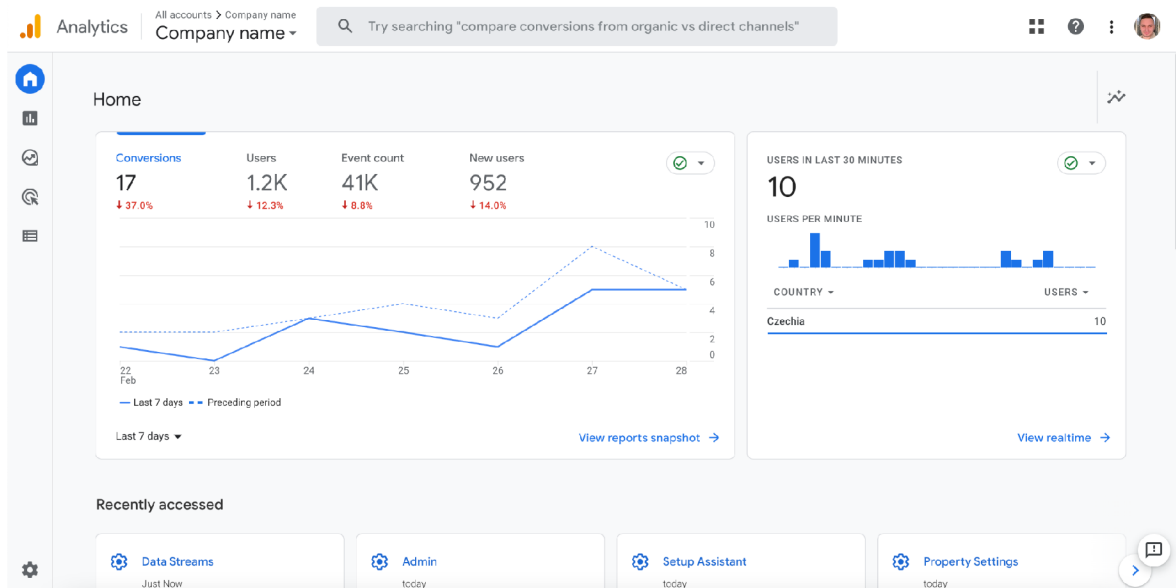 Analytics
All accounts > Company name
Company name
Try searching "compare conversions from organic vs direct channels"
Home
Conversions Users Event count New users
17 1.2K 41K 952
↓ 37.0% ↓ 12.3% ↓ 8.8% ↓ 14.0%
10
8
6
4
2
0
22 23 24 25 26 27 28
Feb
Last 7 days Preceding period
Last 7 days
View reports snapshot →
USERS IN LAST 30 MINUTES
10
USERS PER MINUTE
COUNTRY USERS
Czechia 10
View realtime →
Recently accessed
Data Streams
Just Now
Admin
today
Setup Assistant
today
Property Settings
today